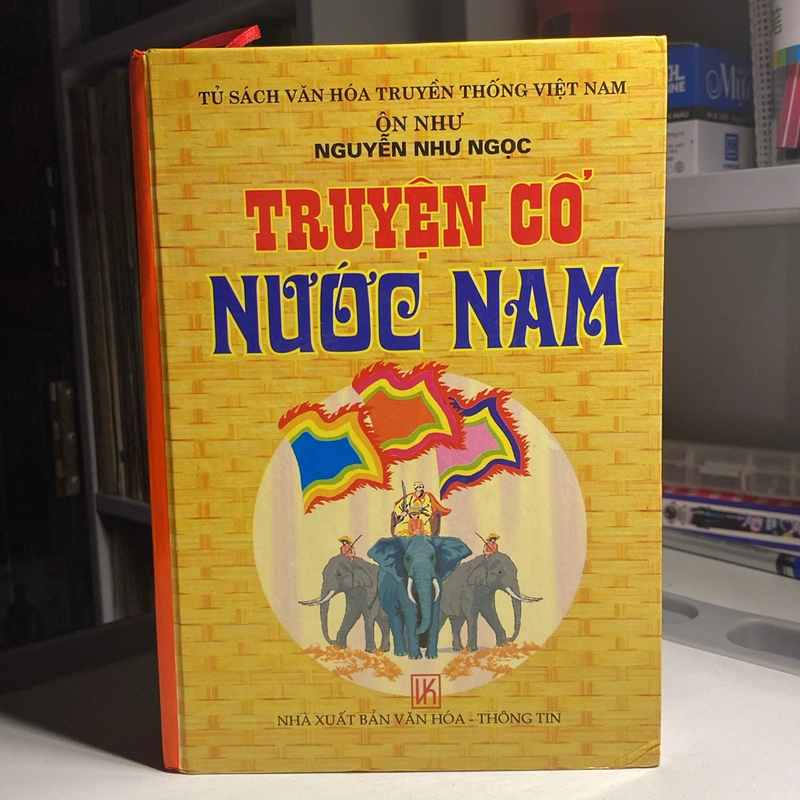 TỦ SÁCH VĂN HÓA TRUYỀN THỐNG VIỆT NAM
ÔN NHƯ
NGUYỄN NHƯ NGỌC
TRUYỆN CỔ
NƯỚC NAM
NHÀ XUẤT BẢN VĂN HÓA - THÔNG TIN